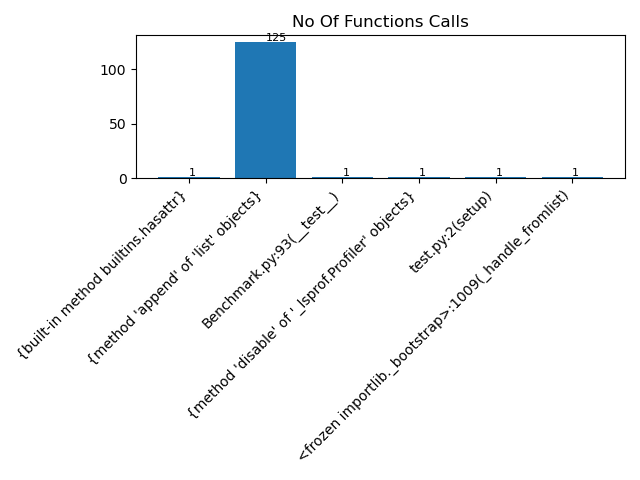 No Of Functions Calls
125
100
50
0
1
1
1
1
1
{built-in method builtins.hasattr}
{method 'append' of 'list' objects}
Benchmark.py:93(__test__)
{method 'disable' of '_lsprof.Profiler' objects}
test.py:2(setup)
<frozen importlib._bootstrap>:1009(_handle_fromlist)